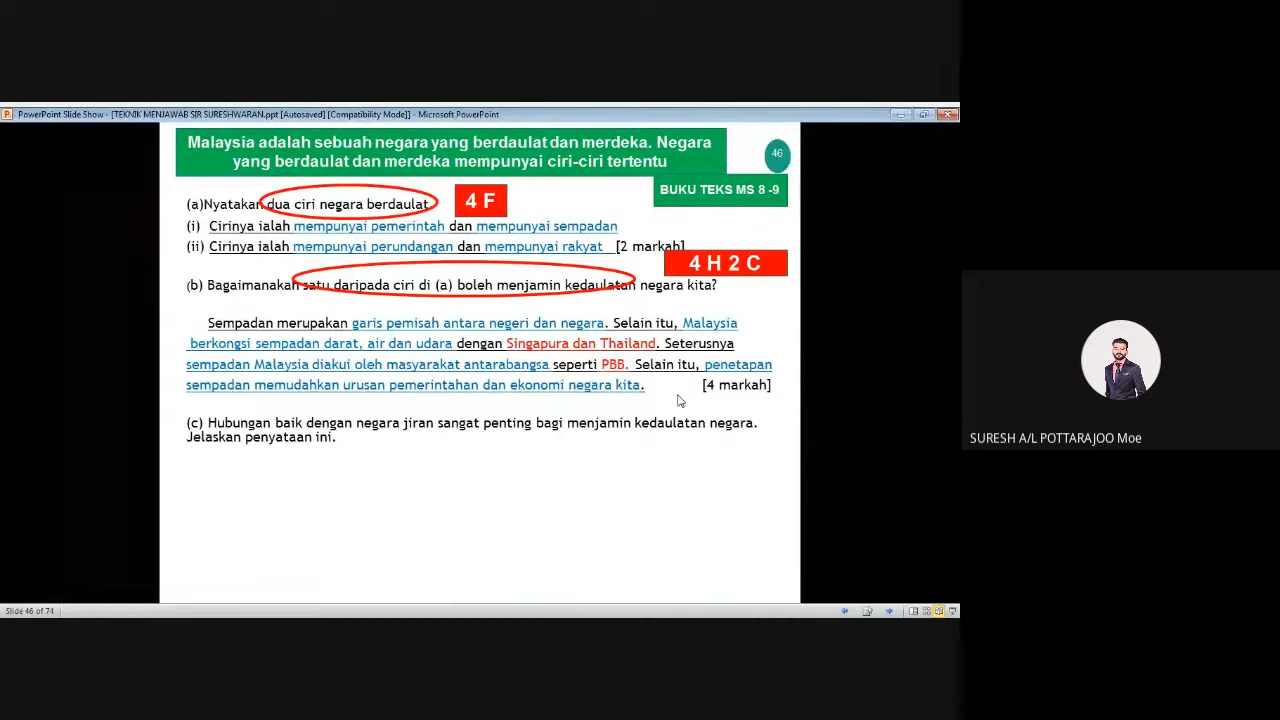 PowerPoint Slide Show - [TEKNIK MENJAWAB SIR SURESHWARAN.ppt [Autosaved] [Compatibility Mode]] - Microsoft PowerPoint
Malaysia adalah sebuah negara yang berdaulat dan merdeka. Negara
yang berdaulat dan merdeka mempunyai ciri-ciri tertentu
46
BUKU TEKS MS 8 -9
(a)Nyatakan dua ciri negara berdaulat
4 F
(i) Cirinya ialah mempunyai pemerintah dan mempunyai sempadan
(ii) Cirinya ialah mempunyai perundangan dan mempunyai rakyat [2 markah]
4 H 2 C
(b) Bagaimanakah satu daripada ciri di (a) boleh menjamin kedaulatan negara kita?
Sempadan merupakan garis pemisah antara negeri dan negara. Selain itu, Malaysia
berkongsi sempadan darat, air dan udara dengan Singapura dan Thailand. Seterusnya
sempadan Malaysia diakui oleh masyarakat antarabangsa seperti PBB. Selain itu, penetapan
sempadan memudahkan urusan pemerintahan dan ekonomi negara kita. [4 markah]
(c) Hubungan baik dengan negara jiran sangat penting bagi menjamin kedaulatan negara.
Jelaskan penyataan ini.
SURESH A/L POTTARAJOO Moe
Slide 46 of 74